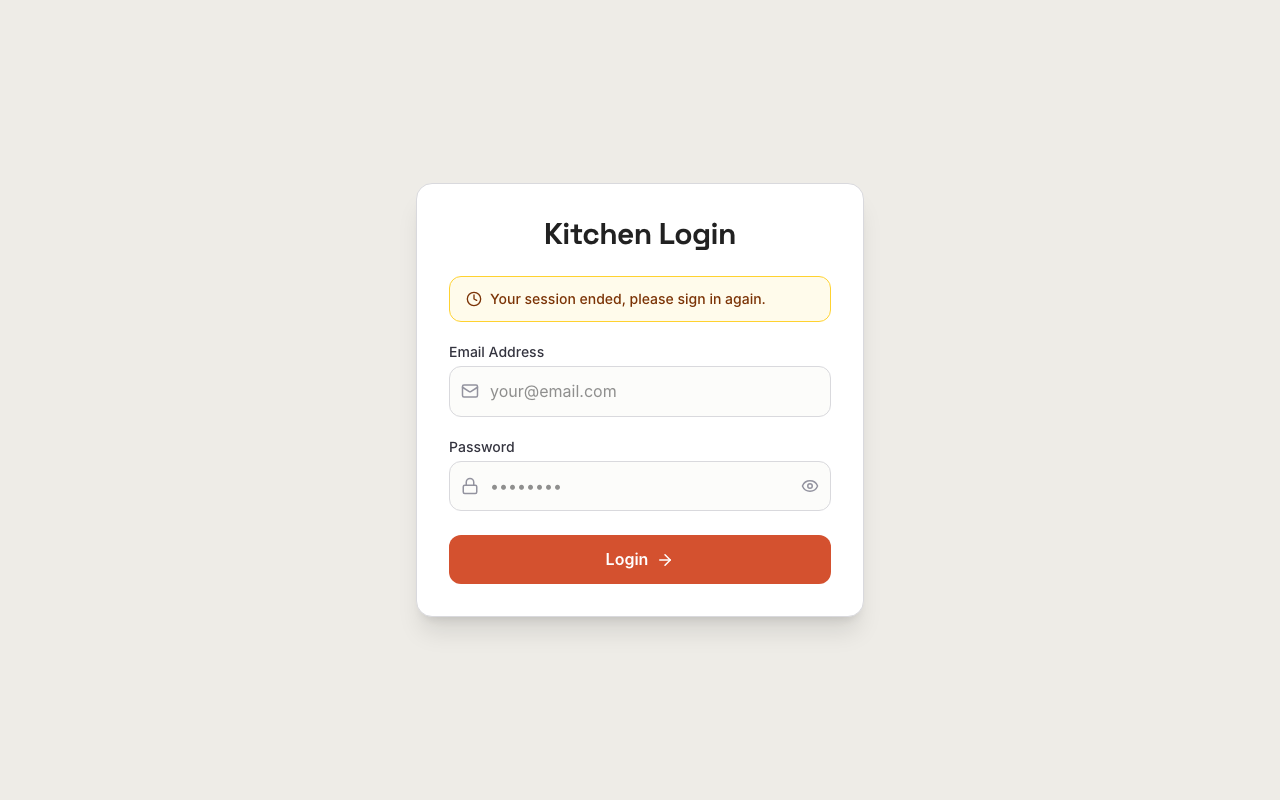 Kitchen Login
Your session ended, please sign in again.
Email Address
your@email.com
Password
••••••••
Login